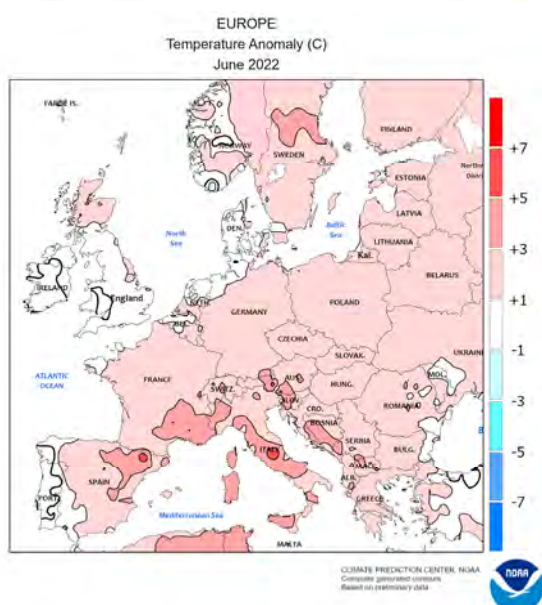 EUROPE
Temperature Anomaly (C)
June 2022
FAROE IS.
NORWAY
SWEDEN
FINLAND
ESTONIA
LATVIA
LITHUANIA
Kal.
BELARUS
North
Sea
Baltic
Sea
DEN.
IRELAND
England
NETH.
BEL.
GERMANY
POLAND
CZECHIA
SLOVAK.
UKRAINE
MOL.
ATLANTIC
OCEAN
FRANCE
SWITZ.
AUS.
HUNG.
SLOV.
CRO.
BOSNIA
ROMANIA
SERBIA
BULG.
ITALY
MAC.
ALB.
GREECE
PORT.
SPAIN
Mediterranean Sea
MALTA
+7
+5
+3
+1
-1
-3
-5
-7
CLIMATE PREDICTION CENTER, NOAA
Computer generated contours
Based on preliminary data
NOAA